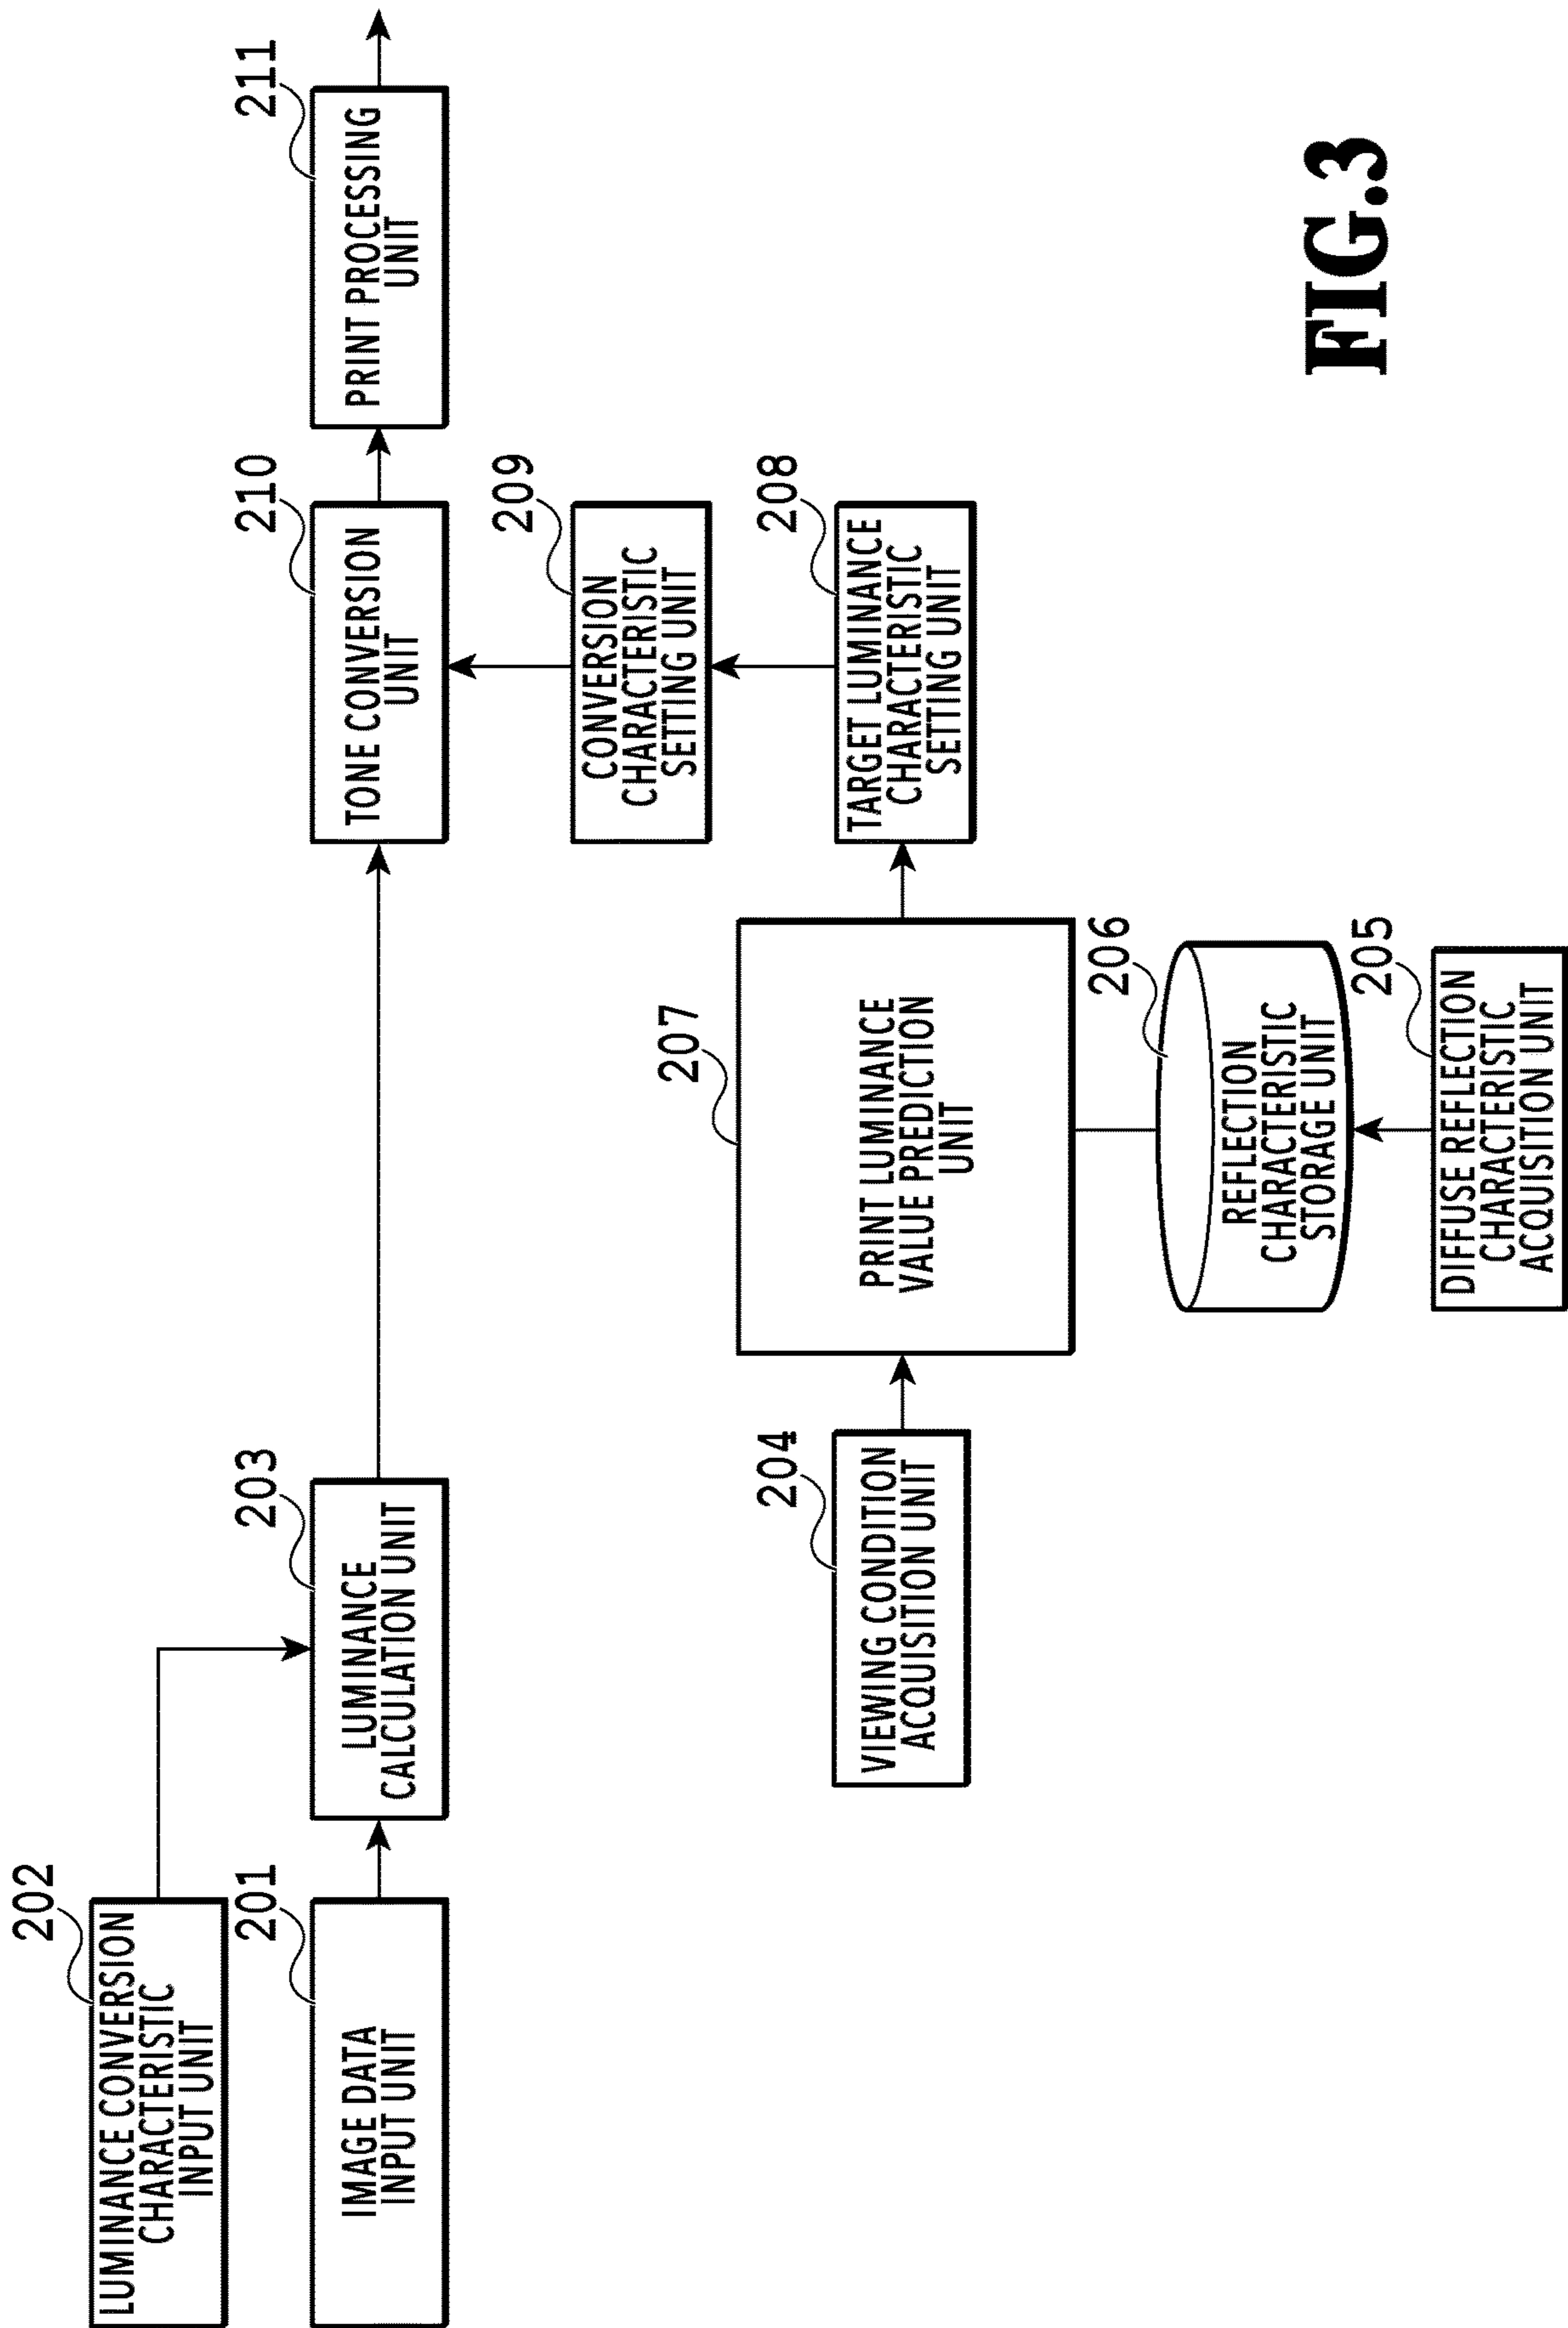 202
LUMINANCE CONVERSION
CHARACTERISTIC
INPUT UNIT
201
IMAGE DATA
INPUT UNIT
203
LUMINANCE
CALCULATION UNIT
210
TONE CONVERSION
UNIT
211
PRINT PROCESSING
UNIT
209
CONVERSION
CHARACTERISTIC
SETTING UNIT
204
VIEWING CONDITION
ACQUISITION UNIT
207
PRINT LUMINANCE
VALUE PREDICTION
UNIT
208
TARGET LUMINANCE
CHARACTERISTIC
SETTING UNIT
206
REFLECTION
CHARACTERISTIC
STORAGE UNIT
205
DIFFUSE REFLECTION
CHARACTERISTIC
ACQUISITION UNIT
FIG.3